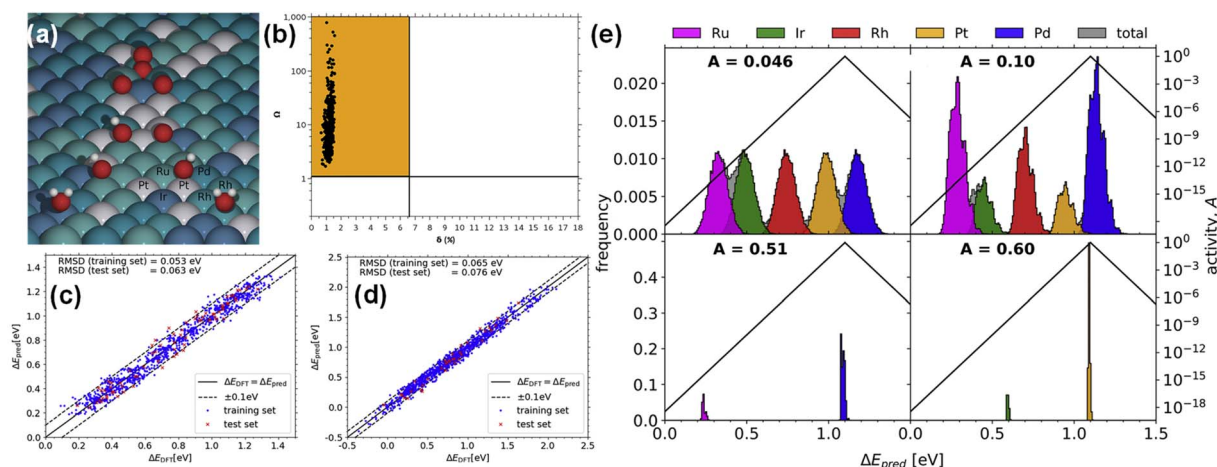 (a)
Ru
Pd
Pt
Pt
Rh
Ir
Rh
(b)
1,000
100
10
1
Ω
0 1 2 3 4 5 6 7 8 9 10 11 12 13 14 15 16 17 18
δ (%)
(c)
RMSD (training set) = 0.053 eV
RMSD (test set) = 0.063 eV
1.4
1.2
1.0
0.8
0.6
0.4
0.2
0.0
ΔE_pred[eV]
ΔE_DFT = ΔE_pred
±0.1eV
training set
test set
0.0 0.2 0.4 0.6 0.8 1.0 1.2 1.4
ΔE_DFT[eV]
(d)
RMSD (training set) = 0.065 eV
RMSD (test set) = 0.076 eV
2.5
2.0
1.5
1.0
0.5
0.0
-0.5
ΔE_pred[eV]
ΔE_DFT = ΔE_pred
±0.1eV
training set
test set
-0.5 0.0 0.5 1.0 1.5 2.0 2.5
ΔE_DFT[eV]
(e)
Ru Ir Rh Pt Pd total
A = 0.046
A = 0.10
0.020
0.015
0.010
0.005
0.000
10⁰
10⁻³
10⁻⁶
10⁻⁹
10⁻¹²
10⁻¹⁵
10⁻¹⁸
frequency
activity, A
A = 0.51
A = 0.60
0.4
0.3
0.2
0.1
0.0
10⁰
10⁻³
10⁻⁶
10⁻⁹
10⁻¹²
10⁻¹⁵
10⁻¹⁸
0.0 0.5 1.0
0.0 0.5 1.0 1.5
ΔE_pred [eV]